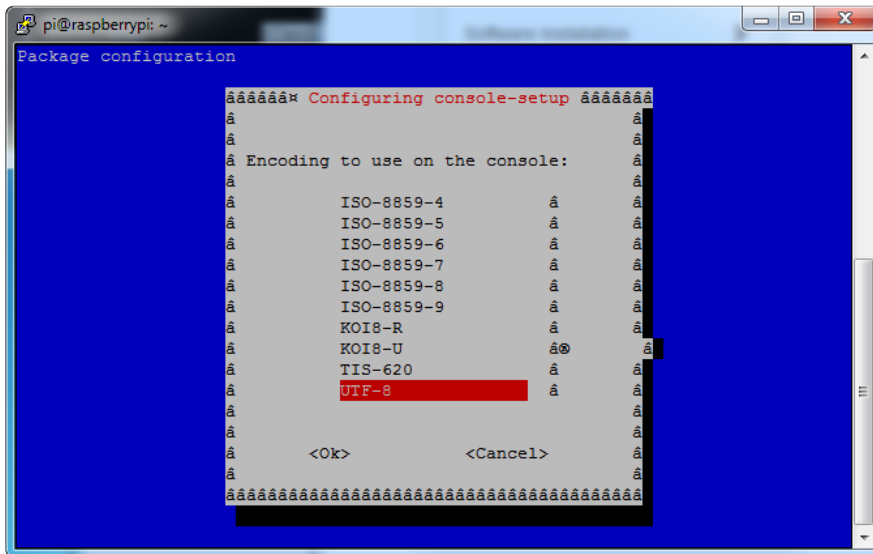 pi@raspberrypi: ~
Package configuration
ââââââ¤ Configuring console-setup âââââââ
â â
â â
â Encoding to use on the console: â
â â
â ISO-8859-4 â â
â ISO-8859-5 â â
â ISO-8859-6 â â
â ISO-8859-7 â â
â ISO-8859-8 â â
â ISO-8859-9 â â
â KOI8-R â â
â KOI8-U â® â
â TIS-620 â â
â UTF-8 â â
â â
â â
â <Ok> <Cancel> â
â â
ââââââââââââââââââââââââââââââââââââââââ